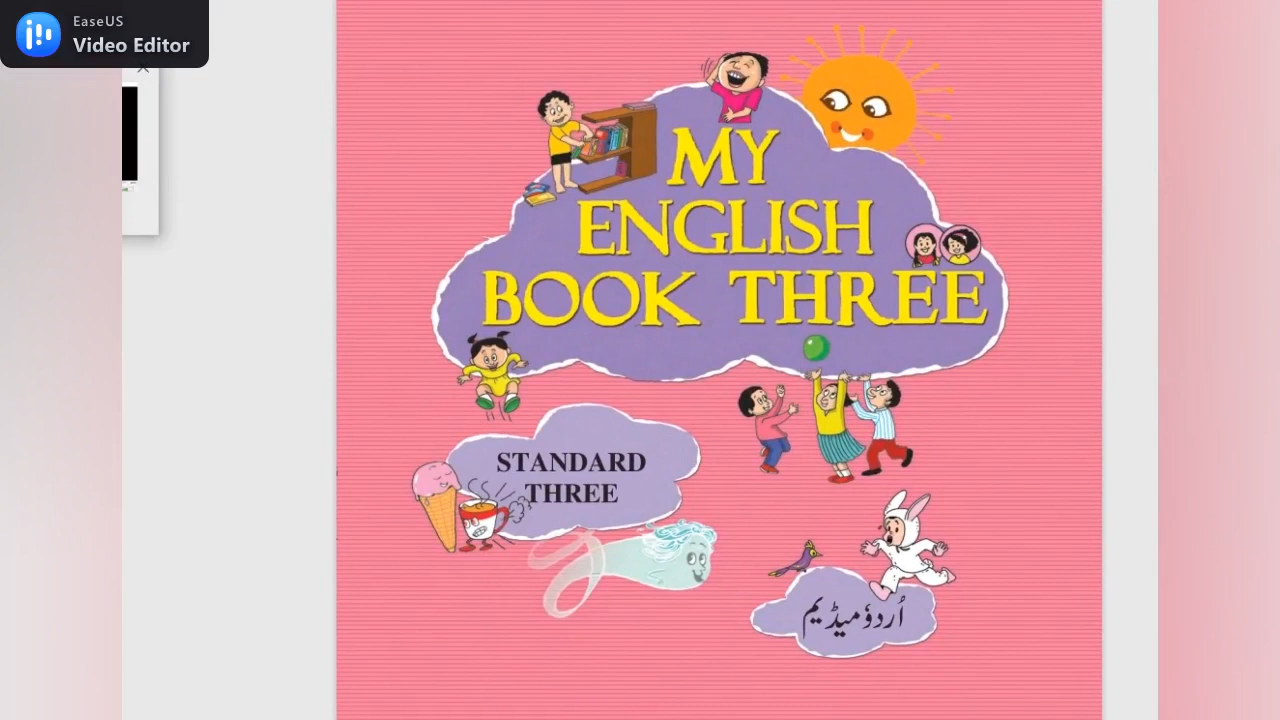 EaseUS
Video Editor
MY
ENGLISH
BOOK THREE
STANDARD
THREE
اُردوٗ میڈیم